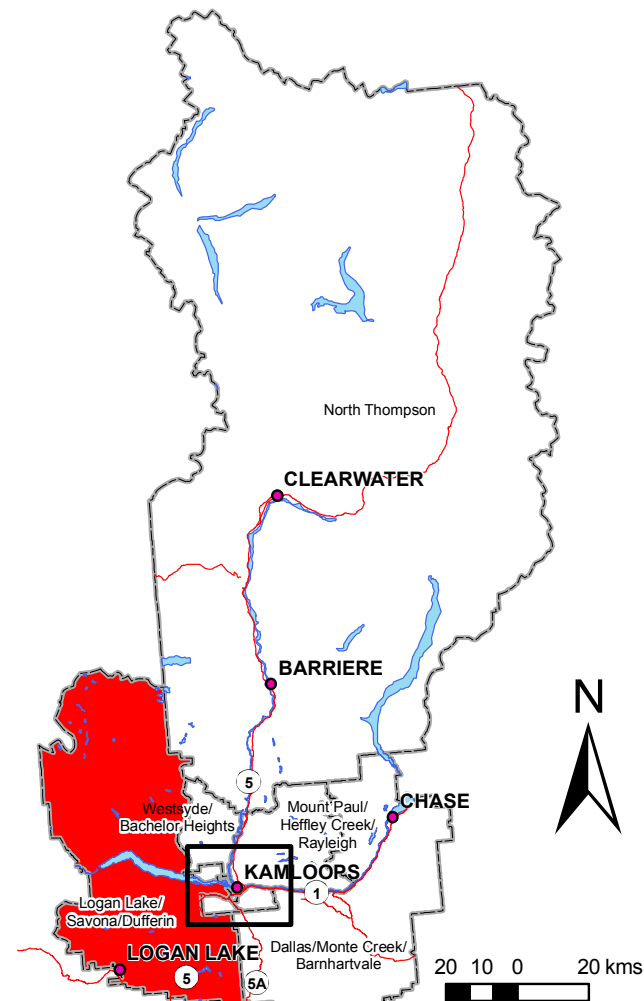 North Thompson
CLEARWATER
BARRIERE
N
5
Westsyde/
Bachelor Heights
Mount Paul/
Heffley Creek/
Rayleigh
CHASE
KAMLOOPS
1
Logan Lake/
Savona/Dufferin
Dallas/Monte Creek/
Barnhartvale
LOGAN LAKE
5
5A
20 10 0 20 kms